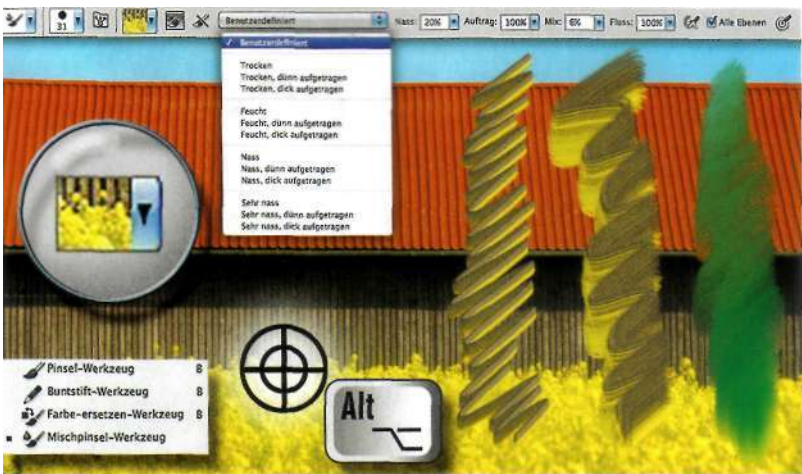 31
Benutzerdefiniert
Nass: 20% Auftrag: 100% Mix: 6% Fluss: 100% Alle Ebenen
✓ Benutzerdefiniert
Trocken
Trocken, dünn aufgetragen
Trocken, dick aufgetragen
Feucht
Feucht, dünn aufgetragen
Feucht, dick aufgetragen
Nass
Nass, dünn aufgetragen
Nass, dick aufgetragen
Sehr nass
Sehr nass, dünn aufgetragen
Sehr nass, dick aufgetragen
Pinsel-Werkzeug B
Buntstift-Werkzeug B
Farbe-ersetzen-Werkzeug B
Mischpinsel-Werkzeug
Alt